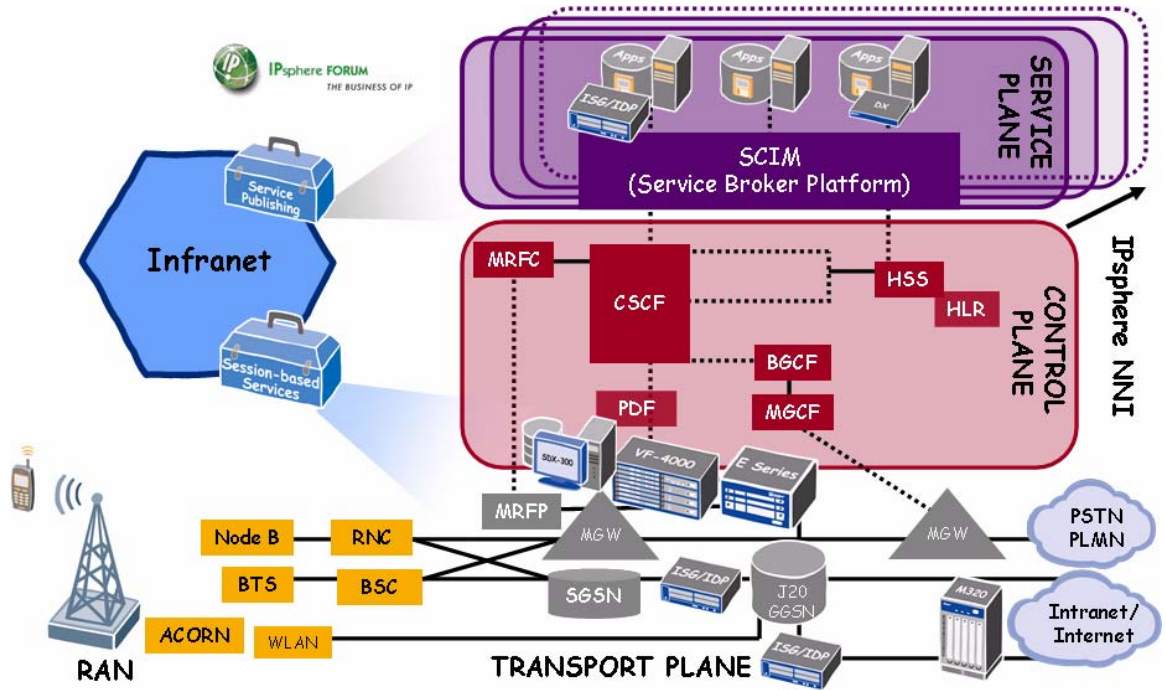 IP
IPsphere FORUM
THE BUSINESS OF IP
Apps
Apps
Apps
ISG/IDP
DX
SERVICE
PLANE
SCIM
(Service Broker Platform)
Service
Publishing
Infranet
Session-based
Services
MRFC
CSCF
HSS
HLR
BGCF
MGCF
PDF
CONTROL
PLANE
IPsphere NNI
SDX-300
VF-4000
E Series
MRFP
MGW
MGW
PSTN
PLMN
Node B
RNC
BTS
BSC
SGSN
ISG/IDP
J20
GGSN
M320
Intranet/
Internet
ACORN
WLAN
ISG/IDP
RAN
TRANSPORT PLANE